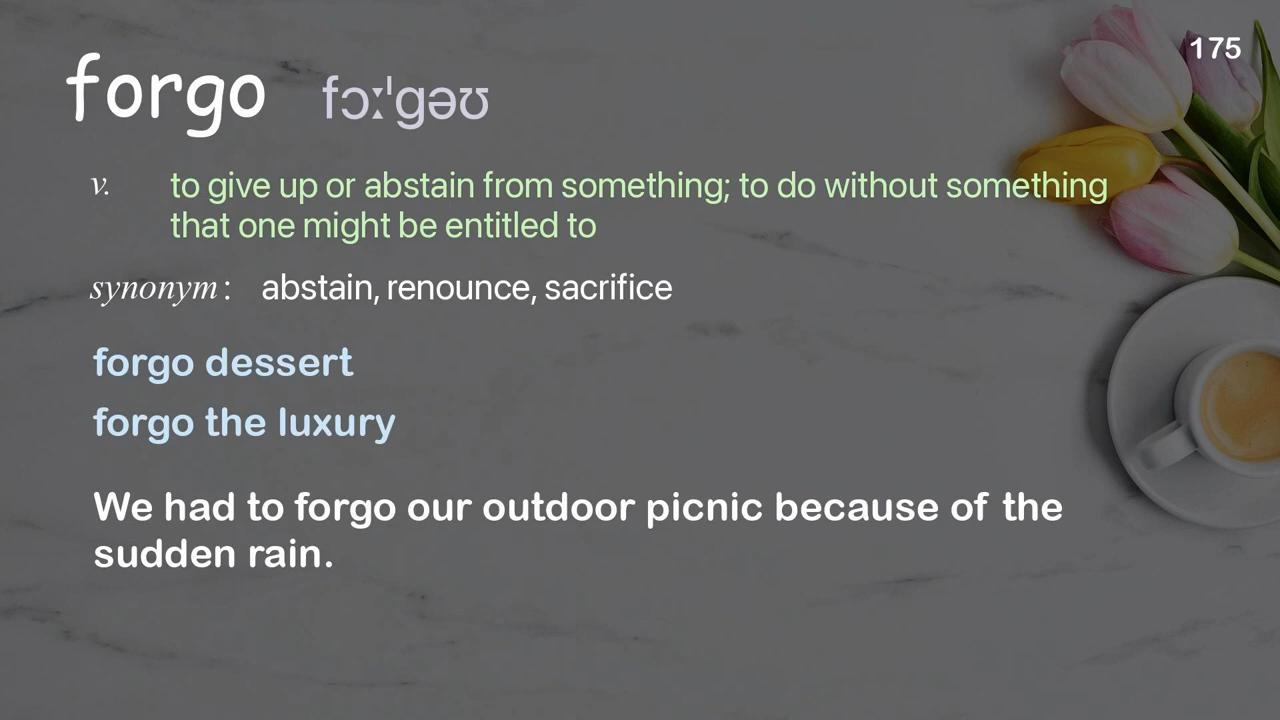 175
forgo fɔːˈgəʊ
v. to give up or abstain from something; to do without something
that one might be entitled to
synonym: abstain, renounce, sacrifice
forgo dessert
forgo the luxury
We had to forgo our outdoor picnic because of the
sudden rain.